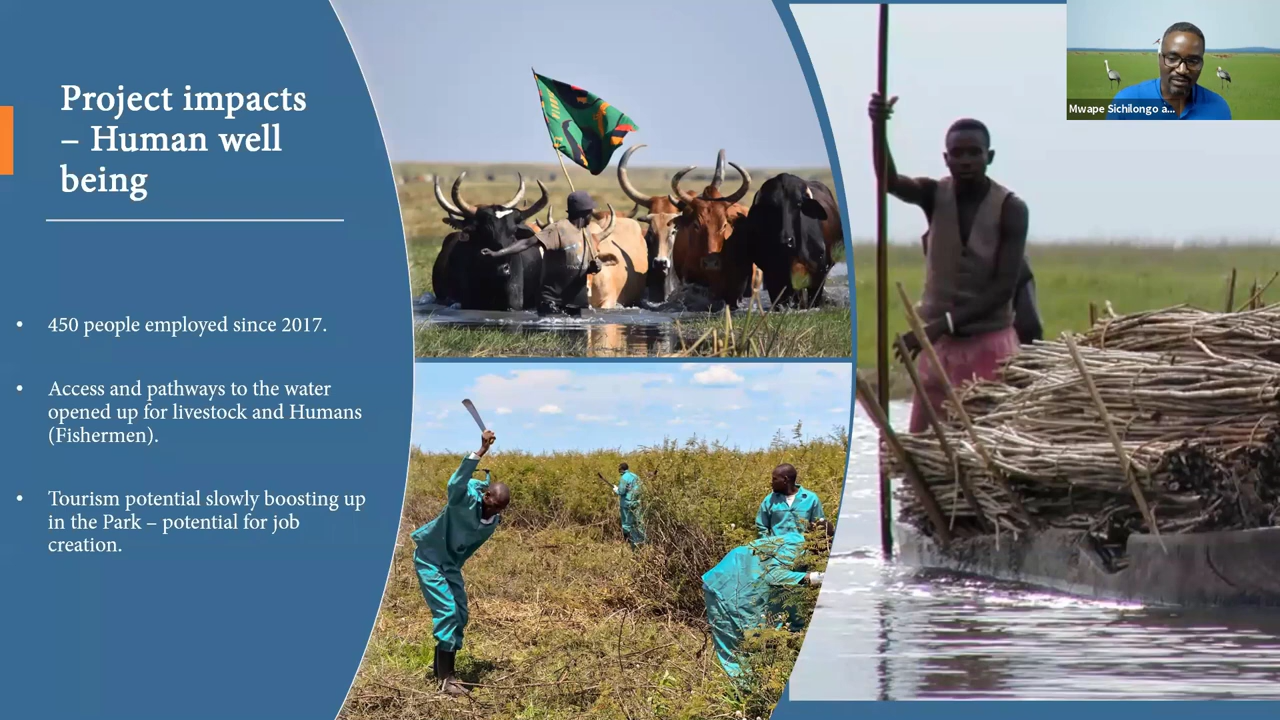 Project impacts
– Human well
being
• 450 people employed since 2017.
• Access and pathways to the water
opened up for livestock and Humans
(Fishermen).
• Tourism potential slowly boosting up
in the Park – potential for job
creation.
Mwape Sichilongo a...